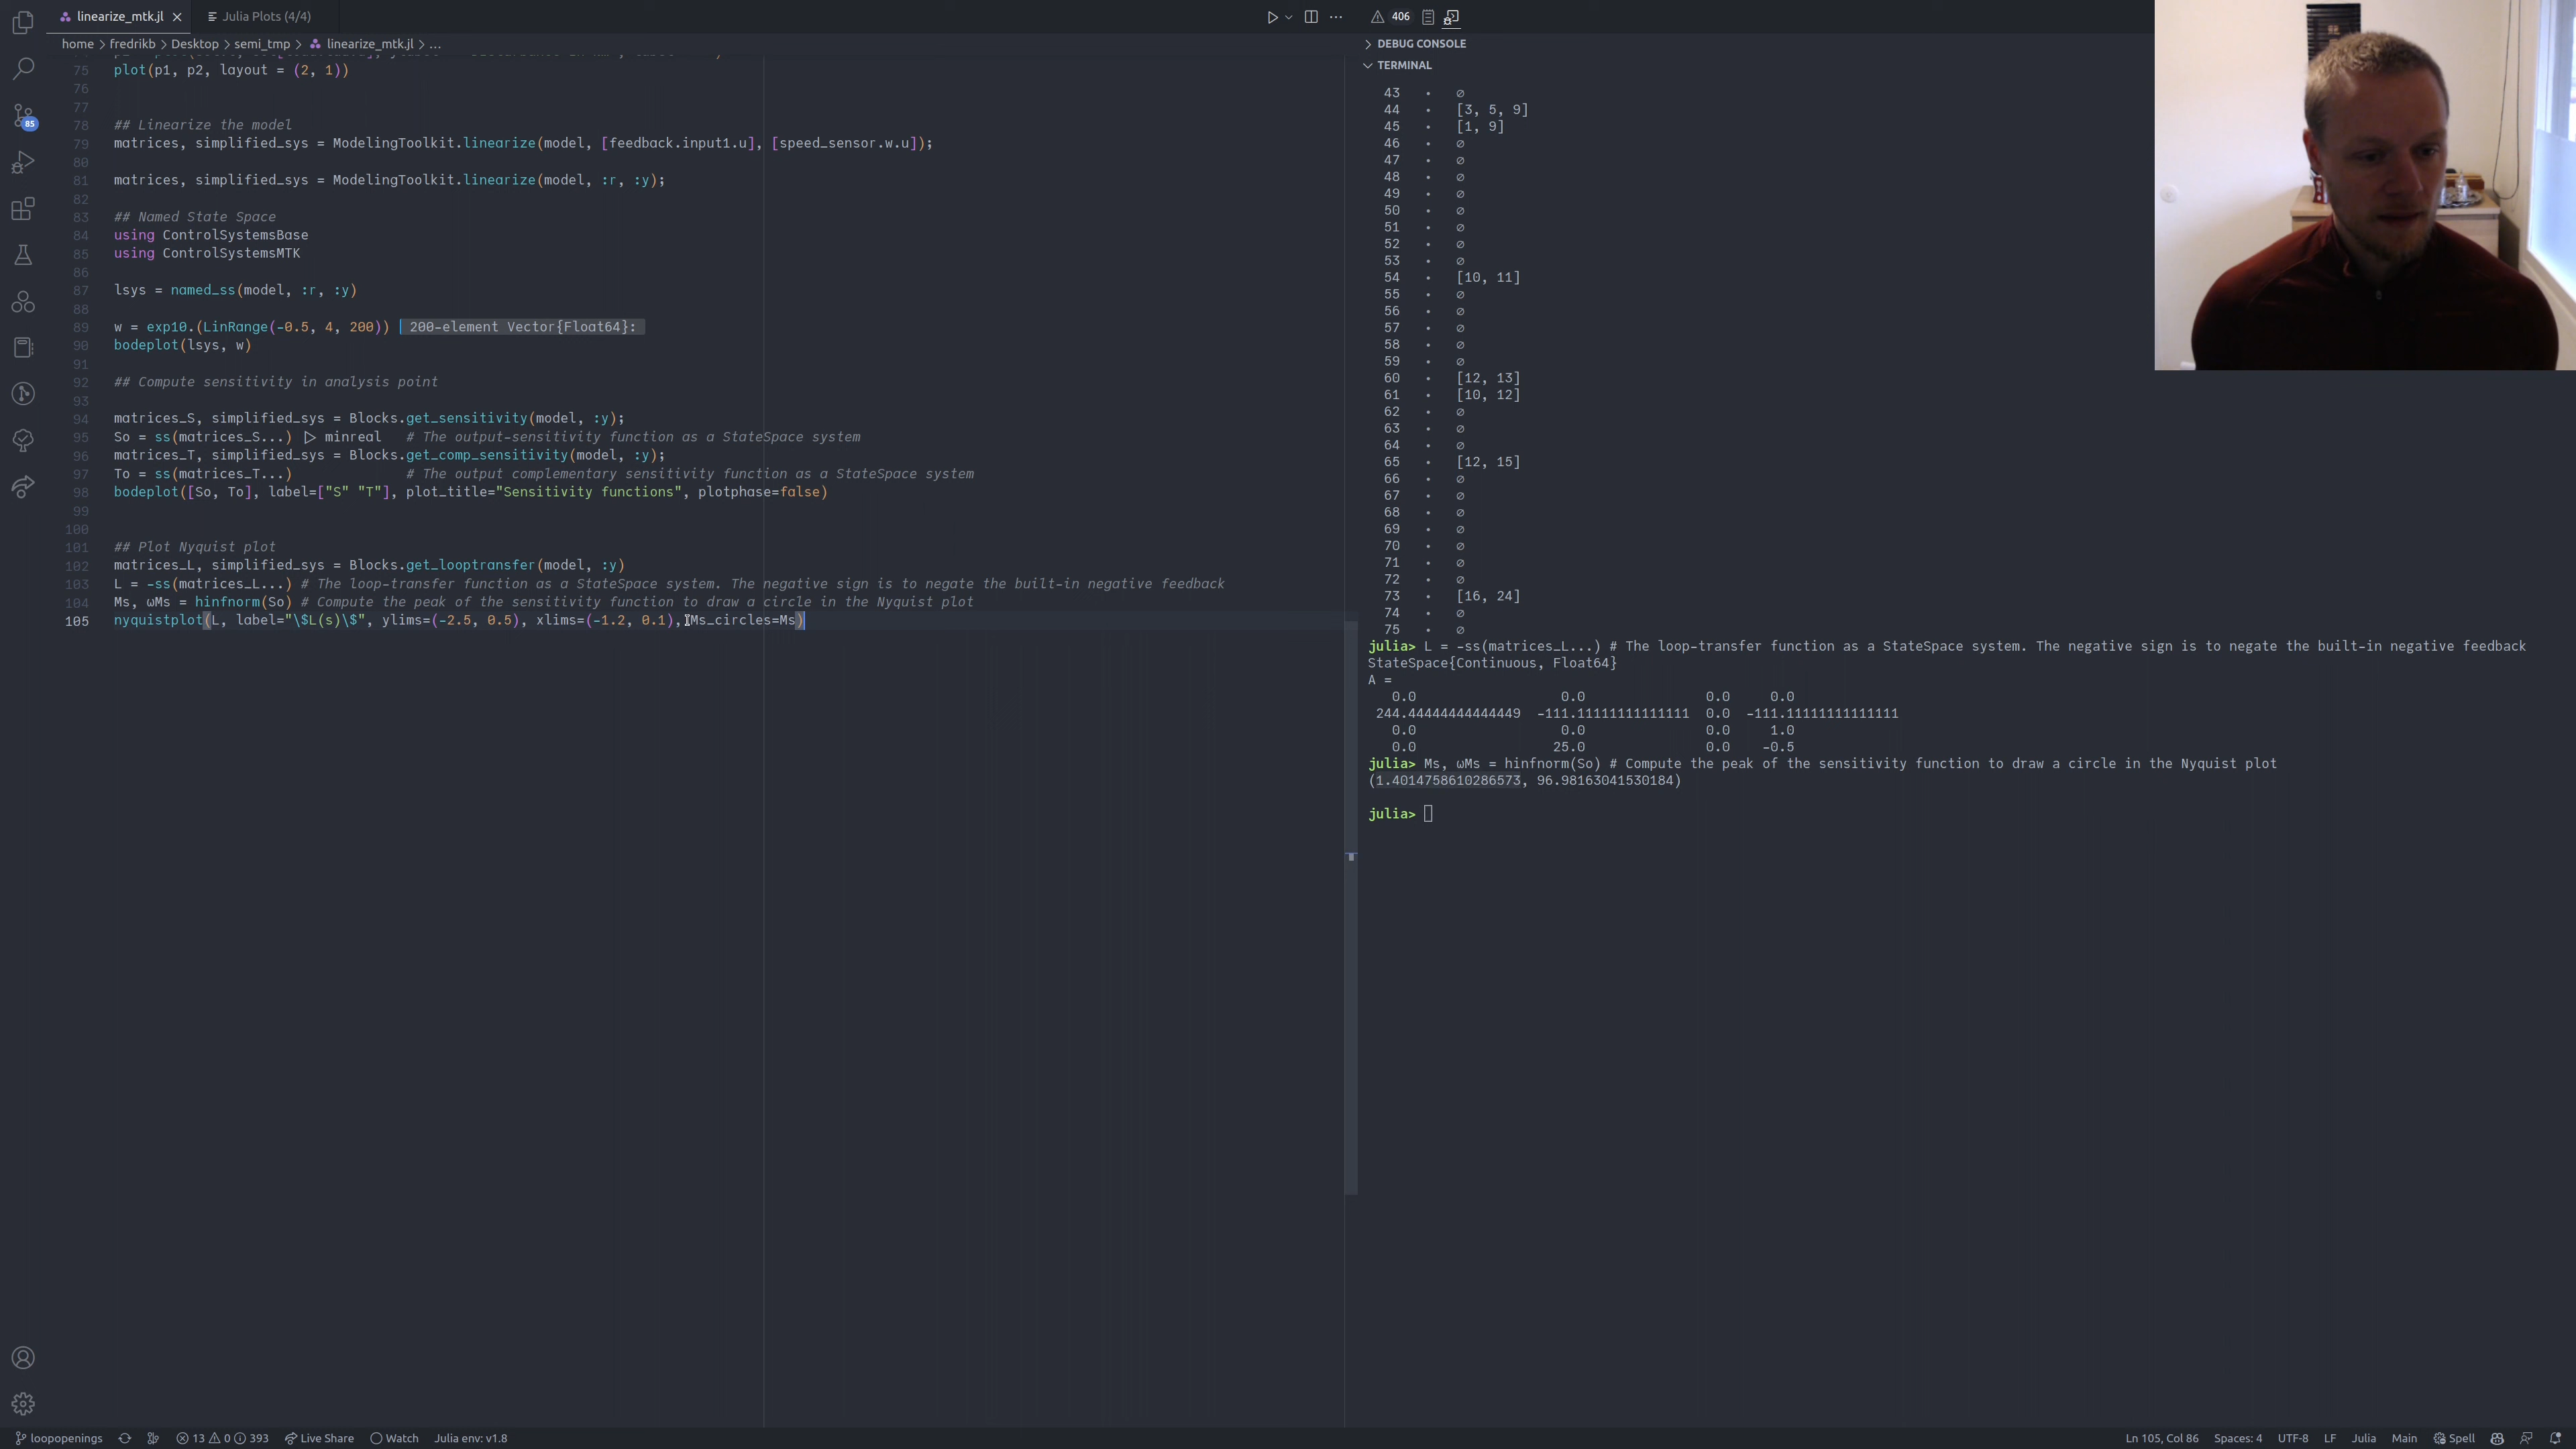 linearize_mtk.jl
Julia Plots (4/4)
406
home > fredrikb > Desktop > semi_tmp > linearize_mtk.jl > ...
DEBUG CONSOLE
TERMINAL
85
75 plot(p1, p2, layout = (2, 1))
76
77
78 ## Linearize the model
79 matrices, simplified_sys = ModelingToolkit.linearize(model, [feedback.input1.u], [speed_sensor.w.u]);
80
81 matrices, simplified_sys = ModelingToolkit.linearize(model, :r, :y);
82
83 ## Named State Space
84 using ControlSystemsBase
85 using ControlSystemsMTK
86
87 lsys = named_ss(model, :r, :y)
88
89 w = exp10.(LinRange(-0.5, 4, 200)) 200-element Vector{Float64}:
90 bodeplot(lsys, w)
91
92 ## Compute sensitivity in analysis point
93
94 matrices_S, simplified_sys = Blocks.get_sensitivity(model, :y);
95 So = ss(matrices_S...) ▷ minreal # The output-sensitivity function as a StateSpace system
96 matrices_T, simplified_sys = Blocks.get_comp_sensitivity(model, :y);
97 To = ss(matrices_T...) # The output complementary sensitivity function as a StateSpace system
98 bodeplot([So, To], label=["S" "T"], plot_title="Sensitivity functions", plotphase=false)
99
100
101 ## Plot Nyquist plot
102 matrices_L, simplified_sys = Blocks.get_looptransfer(model, :y)
103 L = -ss(matrices_L...) # The loop-transfer function as a StateSpace system. The negative sign is to negate the built-in negative feedback
104 Ms, ωMs = hinfnorm(So) # Compute the peak of the sensitivity function to draw a circle in the Nyquist plot
105 nyquistplot(L, label="\$L(s)\$", ylims=(-2.5, 0.5), xlims=(-1.2, 0.1), Ms_circles=Ms)
43 • ∅
44 • [3, 5, 9]
45 • [1, 9]
46 • ∅
47 • ∅
48 • ∅
49 • ∅
50 • ∅
51 • ∅
52 • ∅
53 • ∅
54 • [10, 11]
55 • ∅
56 • ∅
57 • ∅
58 • ∅
59 • ∅
60 • [12, 13]
61 • [10, 12]
62 • ∅
63 • ∅
64 • ∅
65 • [12, 15]
66 • ∅
67 • ∅
68 • ∅
69 • ∅
70 • ∅
71 • ∅
72 • ∅
73 • [16, 24]
74 • ∅
75 • ∅
julia> L = -ss(matrices_L...) # The loop-transfer function as a StateSpace system. The negative sign is to negate the built-in negative feedback
StateSpace{Continuous, Float64}
A =
0.0 0.0 0.0 0.0
244.44444444444449 -111.11111111111111 0.0 -111.11111111111111
0.0 0.0 0.0 1.0
0.0 25.0 0.0 -0.5
julia> Ms, ωMs = hinfnorm(So) # Compute the peak of the sensitivity function to draw a circle in the Nyquist plot
(1.4014758610286573, 96.98163041530184)
julia>
loopopenings 13 0 393 Live Share Watch Julia env: v1.8
Ln 105, Col 86 Spaces: 4 UTF-8 LF Julia Main Spell